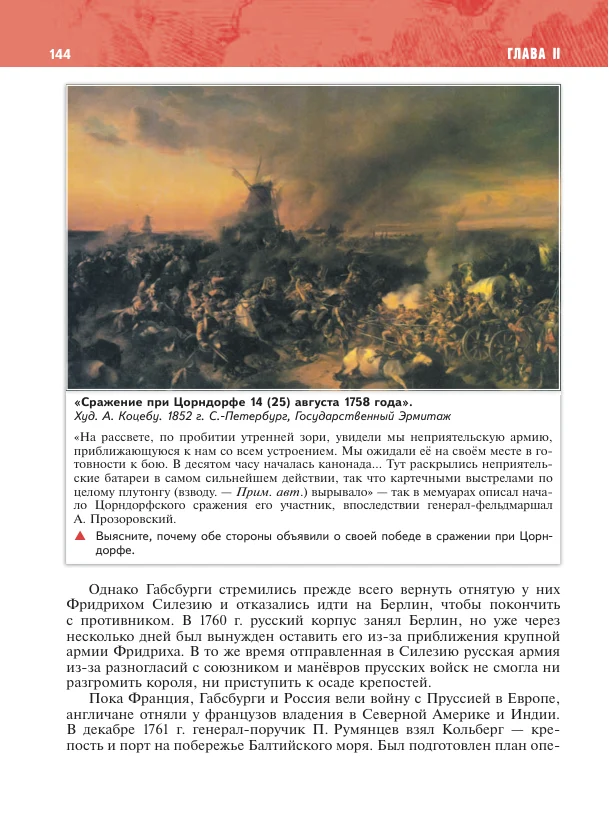 144
ГЛАВА II
«Сражение при Цорндорфе 14 (25) августа 1758 года».
Худ. А. Коцебу. 1852 г. С.-Петербург, Государственный Эрмитаж
«На рассвете, по пробитии утренней зори, увидели мы неприятельскую армию,
приближающуюся к нам со всем устроением. Мы ожидали её на своём месте в го-
товности к бою. В десятом часу началась канонада... Тут раскрылись неприятель-
ские батареи в самом сильнейшем действии, так что картечными выстрелами по
целому плутонгу (взводу. — Прим. авт.) вырывало» — так в мемуарах описал нача-
ло Цорндорфского сражения его участник, впоследствии генерал-фельдмаршал
А. Прозоровский.
Выясните, почему обе стороны объявили о своей победе в сражении при Цорн-
дорфе.
Однако Габсбурги стремились прежде всего вернуть отнятую у них
Фридрихом Силезию и отказались идти на Берлин, чтобы покончить
с противником. В 1760 г. русский корпус занял Берлин, но уже через
несколько дней был вынужден оставить его из-за приближения крупной
армии Фридриха. В то же время отправленная в Силезию русская армия
из-за разногласий с союзником и манёвров прусских войск не смогла ни
разгромить короля, ни приступить к осаде крепостей.
Пока Франция, Габсбурги и Россия вели войну с Пруссией в Европе,
англичане отняли у французов владения в Северной Америке и Индии.
В декабре 1761 г. генерал-поручик П. Румянцев взял Кольберг — кре-
пость и порт на побережье Балтийского моря. Был подготовлен план опе-